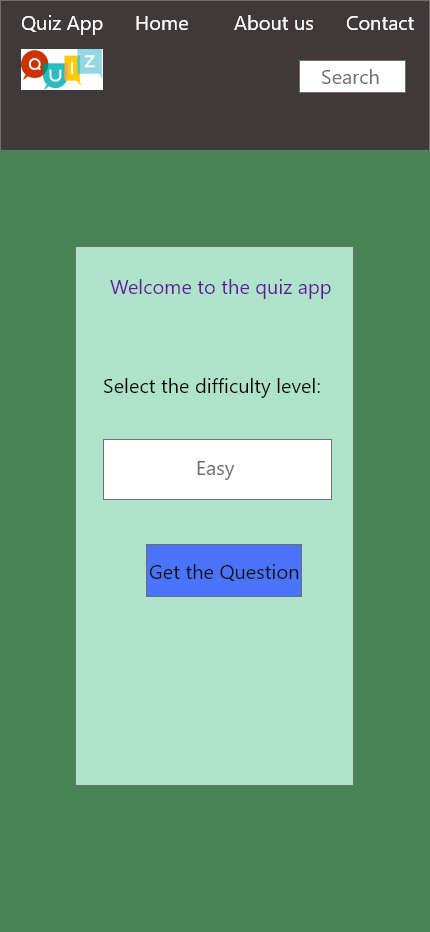 Quiz App Home About us Contact
QUIZ Search
Welcome to the quiz app
Select the difficulty level:
Easy
Get the Question